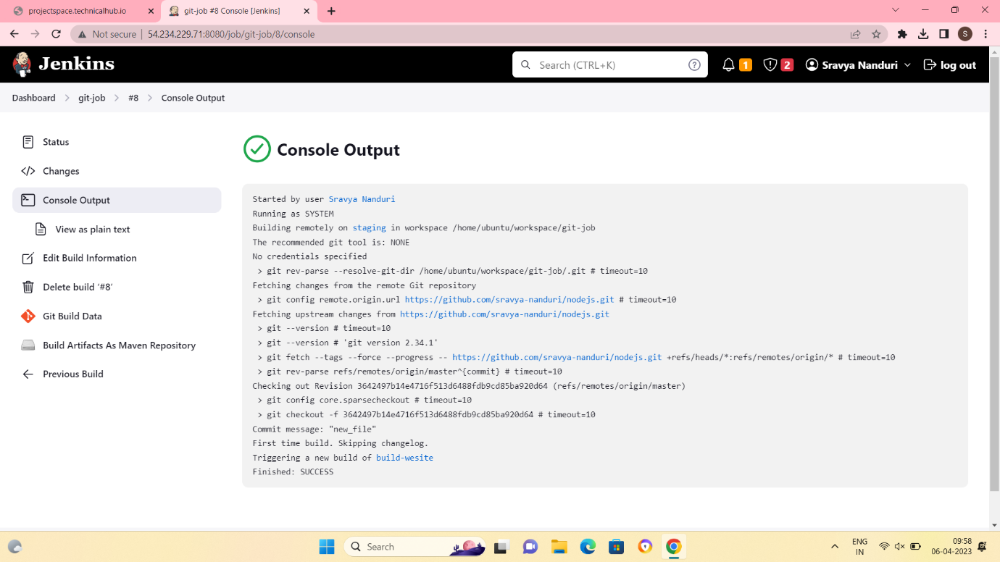 projectspace.technicalhub.io
git-job #8 Console [Jenkins]
Not secure
54.234.229.71:8080/job/git-job/8/console
S
Jenkins
Search (CTRL+K)
?
1
2
Sravya Nanduri
log out
Dashboard > git-job > #8 > Console Output
Status
Changes
Console Output
View as plain text
Edit Build Information
Delete build ‘#8’
Git Build Data
Build Artifacts As Maven Repository
Previous Build
Console Output
Started by user Sravya Nanduri
Running as SYSTEM
Building remotely on staging in workspace /home/ubuntu/workspace/git-job
The recommended git tool is: NONE
No credentials specified
> git rev-parse --resolve-git-dir /home/ubuntu/workspace/git-job/.git # timeout=10
Fetching changes from the remote Git repository
> git config remote.origin.url https://github.com/sravya-nanduri/nodejs.git # timeout=10
Fetching upstream changes from https://github.com/sravya-nanduri/nodejs.git
> git --version # timeout=10
> git --version # 'git version 2.34.1'
> git fetch --tags --force --progress -- https://github.com/sravya-nanduri/nodejs.git +refs/heads/*:refs/remotes/origin/* # timeout=10
> git rev-parse refs/remotes/origin/master^{commit} # timeout=10
Checking out Revision 3642497b14e4716f513d6488fdb9cd85ba920d64 (refs/remotes/origin/master)
> git config core.sparsecheckout # timeout=10
> git checkout -f 3642497b14e4716f513d6488fdb9cd85ba920d64 # timeout=10
Commit message: "new_file"
First time build. Skipping changelog.
Triggering a new build of build-wesite
Finished: SUCCESS
Search
ENG
IN
09:58
06-04-2023